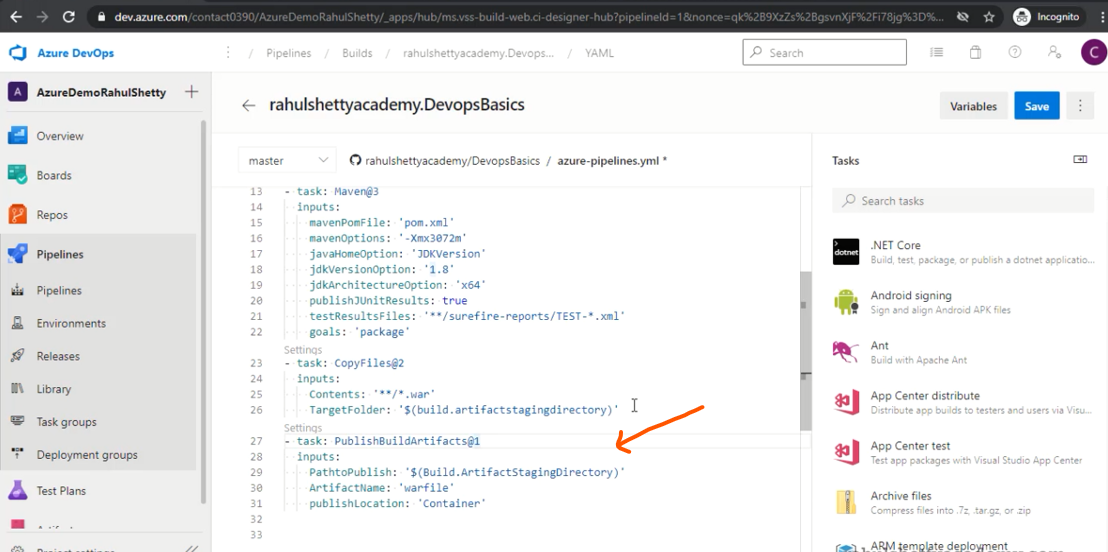 dev.azure.com/contact0390/AzureDemoRahulShetty/_apps/hub/ms.vss-build-web.ci-designer-hub?pipelineId=1&nonce=qk%2B9XzZs%2BgsvnXjF%2Fi78jg%3D%...
Incognito
Azure DevOps
/ Pipelines / Builds / rahulshettyacademy.Devops... / YAML
Search
C
A AzureDemoRahulShetty
Overview
Boards
Repos
Pipelines
Pipelines
Environments
Releases
Library
Task groups
Deployment groups
Test Plans
Project settings
rahulshettyacademy.DevopsBasics
Variables
Save
master
rahulshettyacademy/DevopsBasics / azure-pipelines.yml *
13 - task: Maven@3
14 inputs:
15 mavenPomFile: 'pom.xml'
16 mavenOptions: '-Xmx3072m'
17 javaHomeOption: 'JDKVersion'
18 jdkVersionOption: '1.8'
19 jdkArchitectureOption: 'x64'
20 publishJUnitResults: true
21 testResultsFiles: '**/surefire-reports/TEST-*.xml'
22 goals: 'package'
Settings
23 - task: CopyFiles@2
24 inputs:
25 Contents: '**/*.war'
26 TargetFolder: '$(build.artifactstagingdirectory)'
Settings
27 - task: PublishBuildArtifacts@1
28 inputs:
29 PathtoPublish: '$(Build.ArtifactStagingDirectory)'
30 ArtifactName: 'warfile'
31 publishLocation: 'Container'
32
33
Tasks
Search tasks
dotnet
.NET Core
Build, test, package, or publish a dotnet applicatio...
Android signing
Sign and align Android APK files
Ant
Build with Apache Ant
App Center distribute
Distribute app builds to testers and users via Visu...
App Center test
Test app packages with Visual Studio App Center
Archive files
Compress files into .7z, .tar.gz, or .zip
ARM template deployment